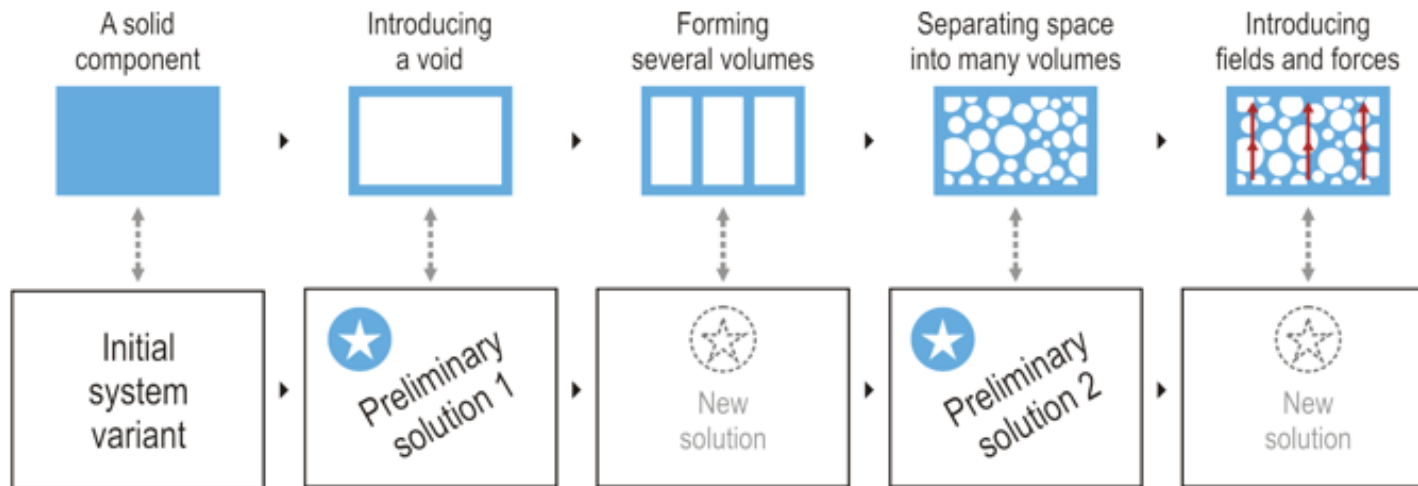 A solid
component
Introducing
a void
Forming
several volumes
Separating space
into many volumes
Introducing
fields and forces
Initial
system
variant
Preliminary
solution 1
New
solution
Preliminary
solution 2
New
solution